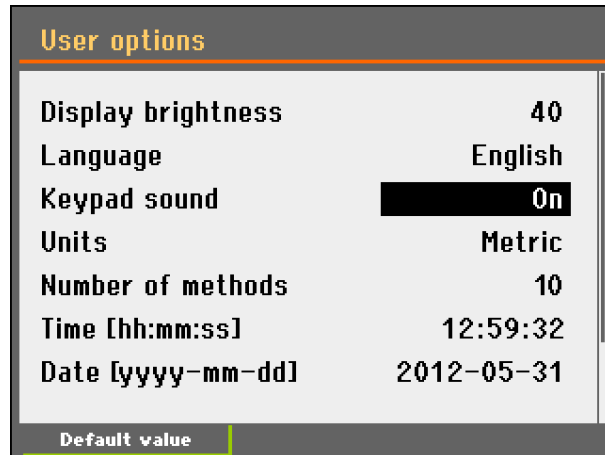 User options
Display brightness 40
Language English
Keypad sound On
Units Metric
Number of methods 10
Time [hh:mm:ss] 12:59:32
Date [yyyy-mm-dd] 2012-05-31
Default value